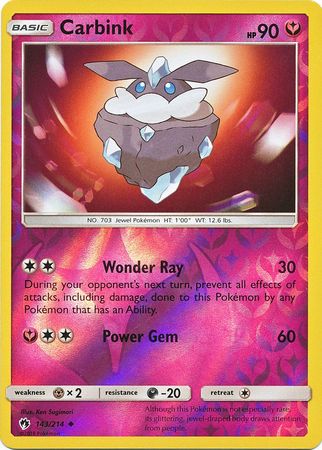 BASIC Carbink HP 90
NO. 703 Jewel Pokémon HT: 1'00" WT: 12.6 lbs.
Wonder Ray 30
During your opponent's next turn, prevent all effects of
attacks, including damage, done to this Pokémon by any
Pokémon that has an Ability.
Power Gem 60
weakness × 2 resistance -20 retreat
Illus. Ken Sugimori
143/214
©2018 Pokémon
Although this Pokémon is not especially rare,
its glittering, jewel-draped body draws attention